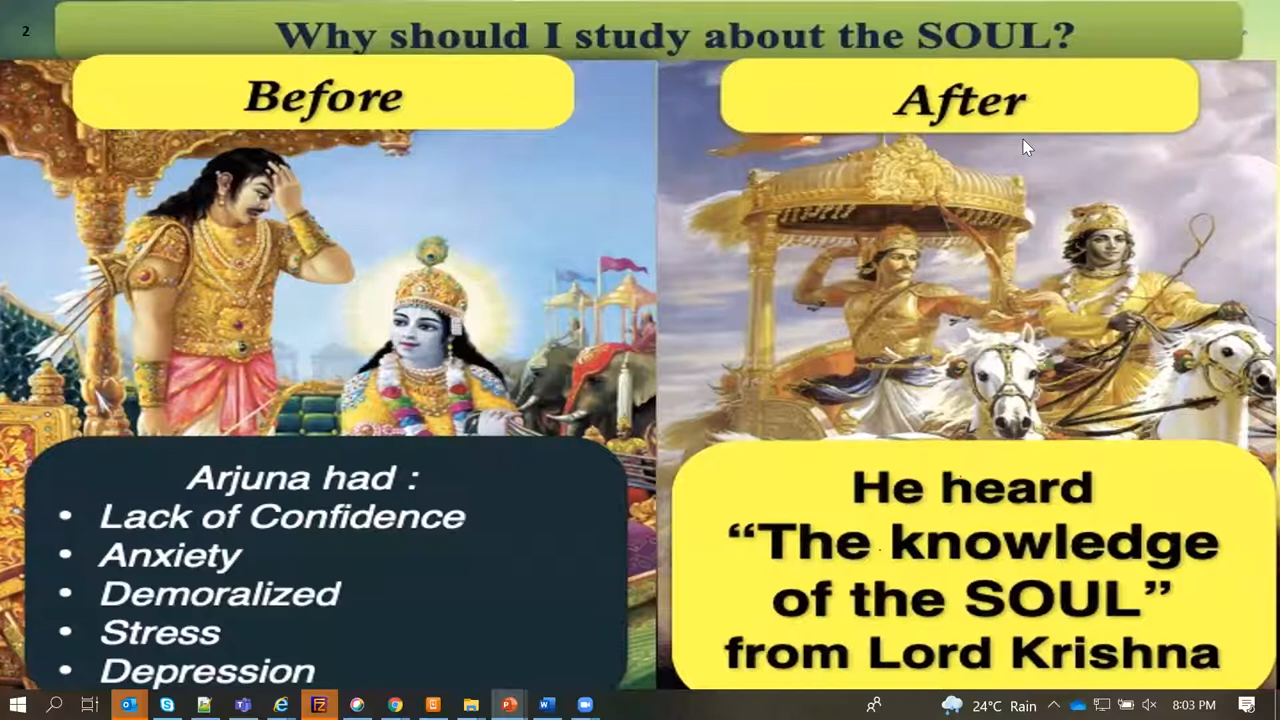 2
Why should I study about the SOUL?
Before
After
Arjuna had :
• Lack of Confidence
• Anxiety
• Demoralized
• Stress
• Depression
He heard
“The knowledge
of the SOUL”
from Lord Krishna
24°C Rain
8:03 PM